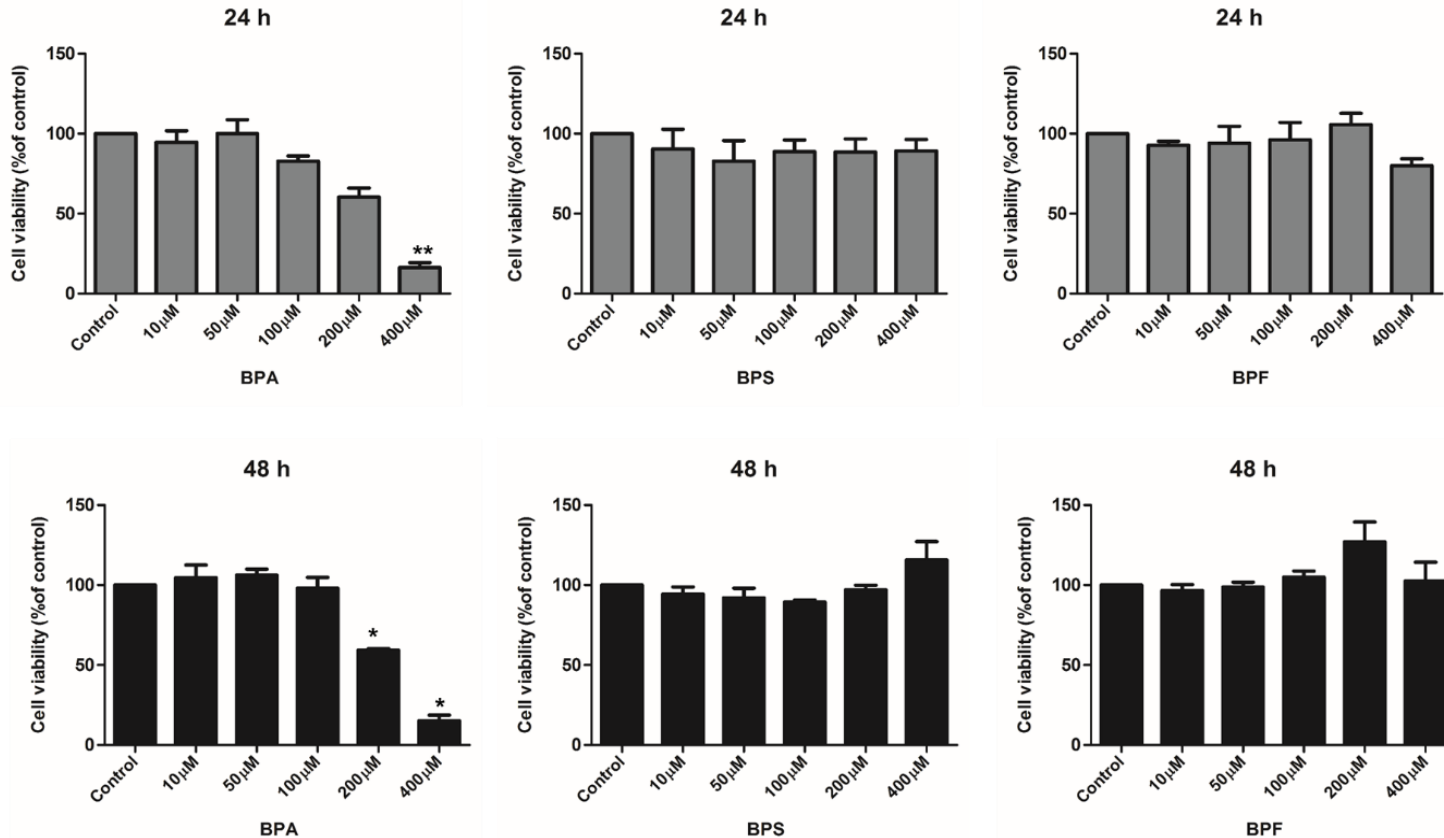 24 h
Cell viability (%of control)
150
100
50
0
**
Control
10µM
50µM
100µM
200µM
400µM
BPA
24 h
Cell viability (%of control)
150
100
50
0
Control
10µM
50µM
100µM
200µM
400µM
BPS
24 h
Cell viability (%of control)
150
100
50
0
Control
10µM
50µM
100µM
200µM
400µM
BPF
48 h
Cell viability (%of control)
150
100
50
0
*
*
Control
10µM
50µM
100µM
200µM
400µM
BPA
48 h
Cell viability (%of control)
150
100
50
0
Control
10µM
50µM
100µM
200µM
400µM
BPS
48 h
Cell viability (%of control)
150
100
50
0
Control
10µM
50µM
100µM
200µM
400µM
BPF